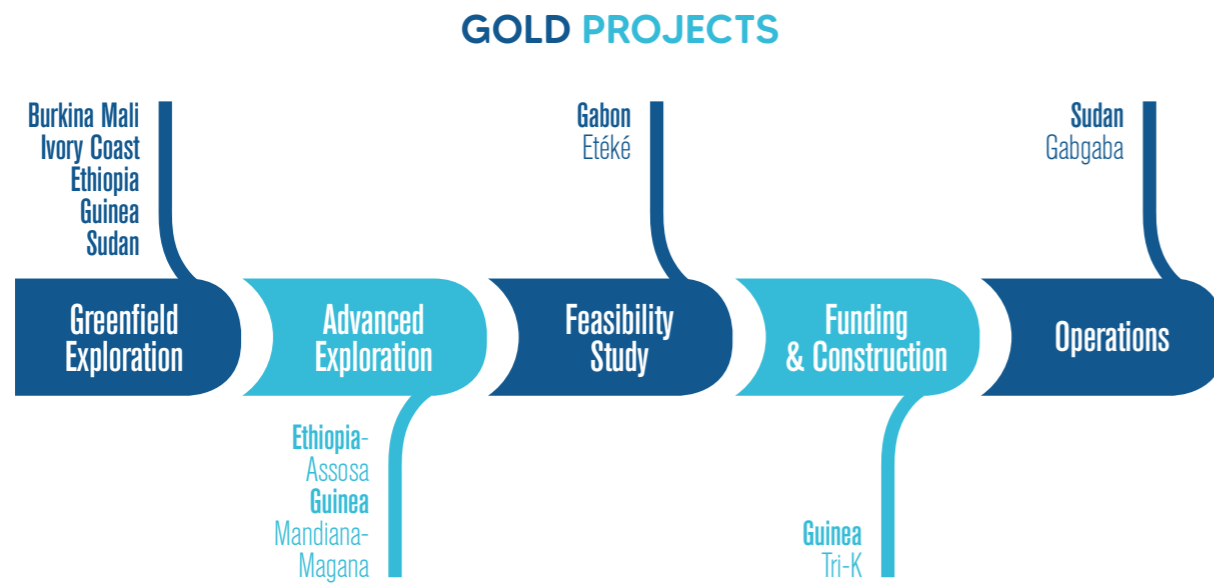 GOLD PROJECTS
Burkina Mali
Ivory Coast
Ethiopia
Guinea
Sudan
Gabon
Etéké
Sudan
Gabgaba
Greenfield
Exploration
Advanced
Exploration
Feasibility
Study
Funding
& Construction
Operations
Ethiopia-
Assosa
Guinea
Mandiana-
Magana
Guinea
Tri-K